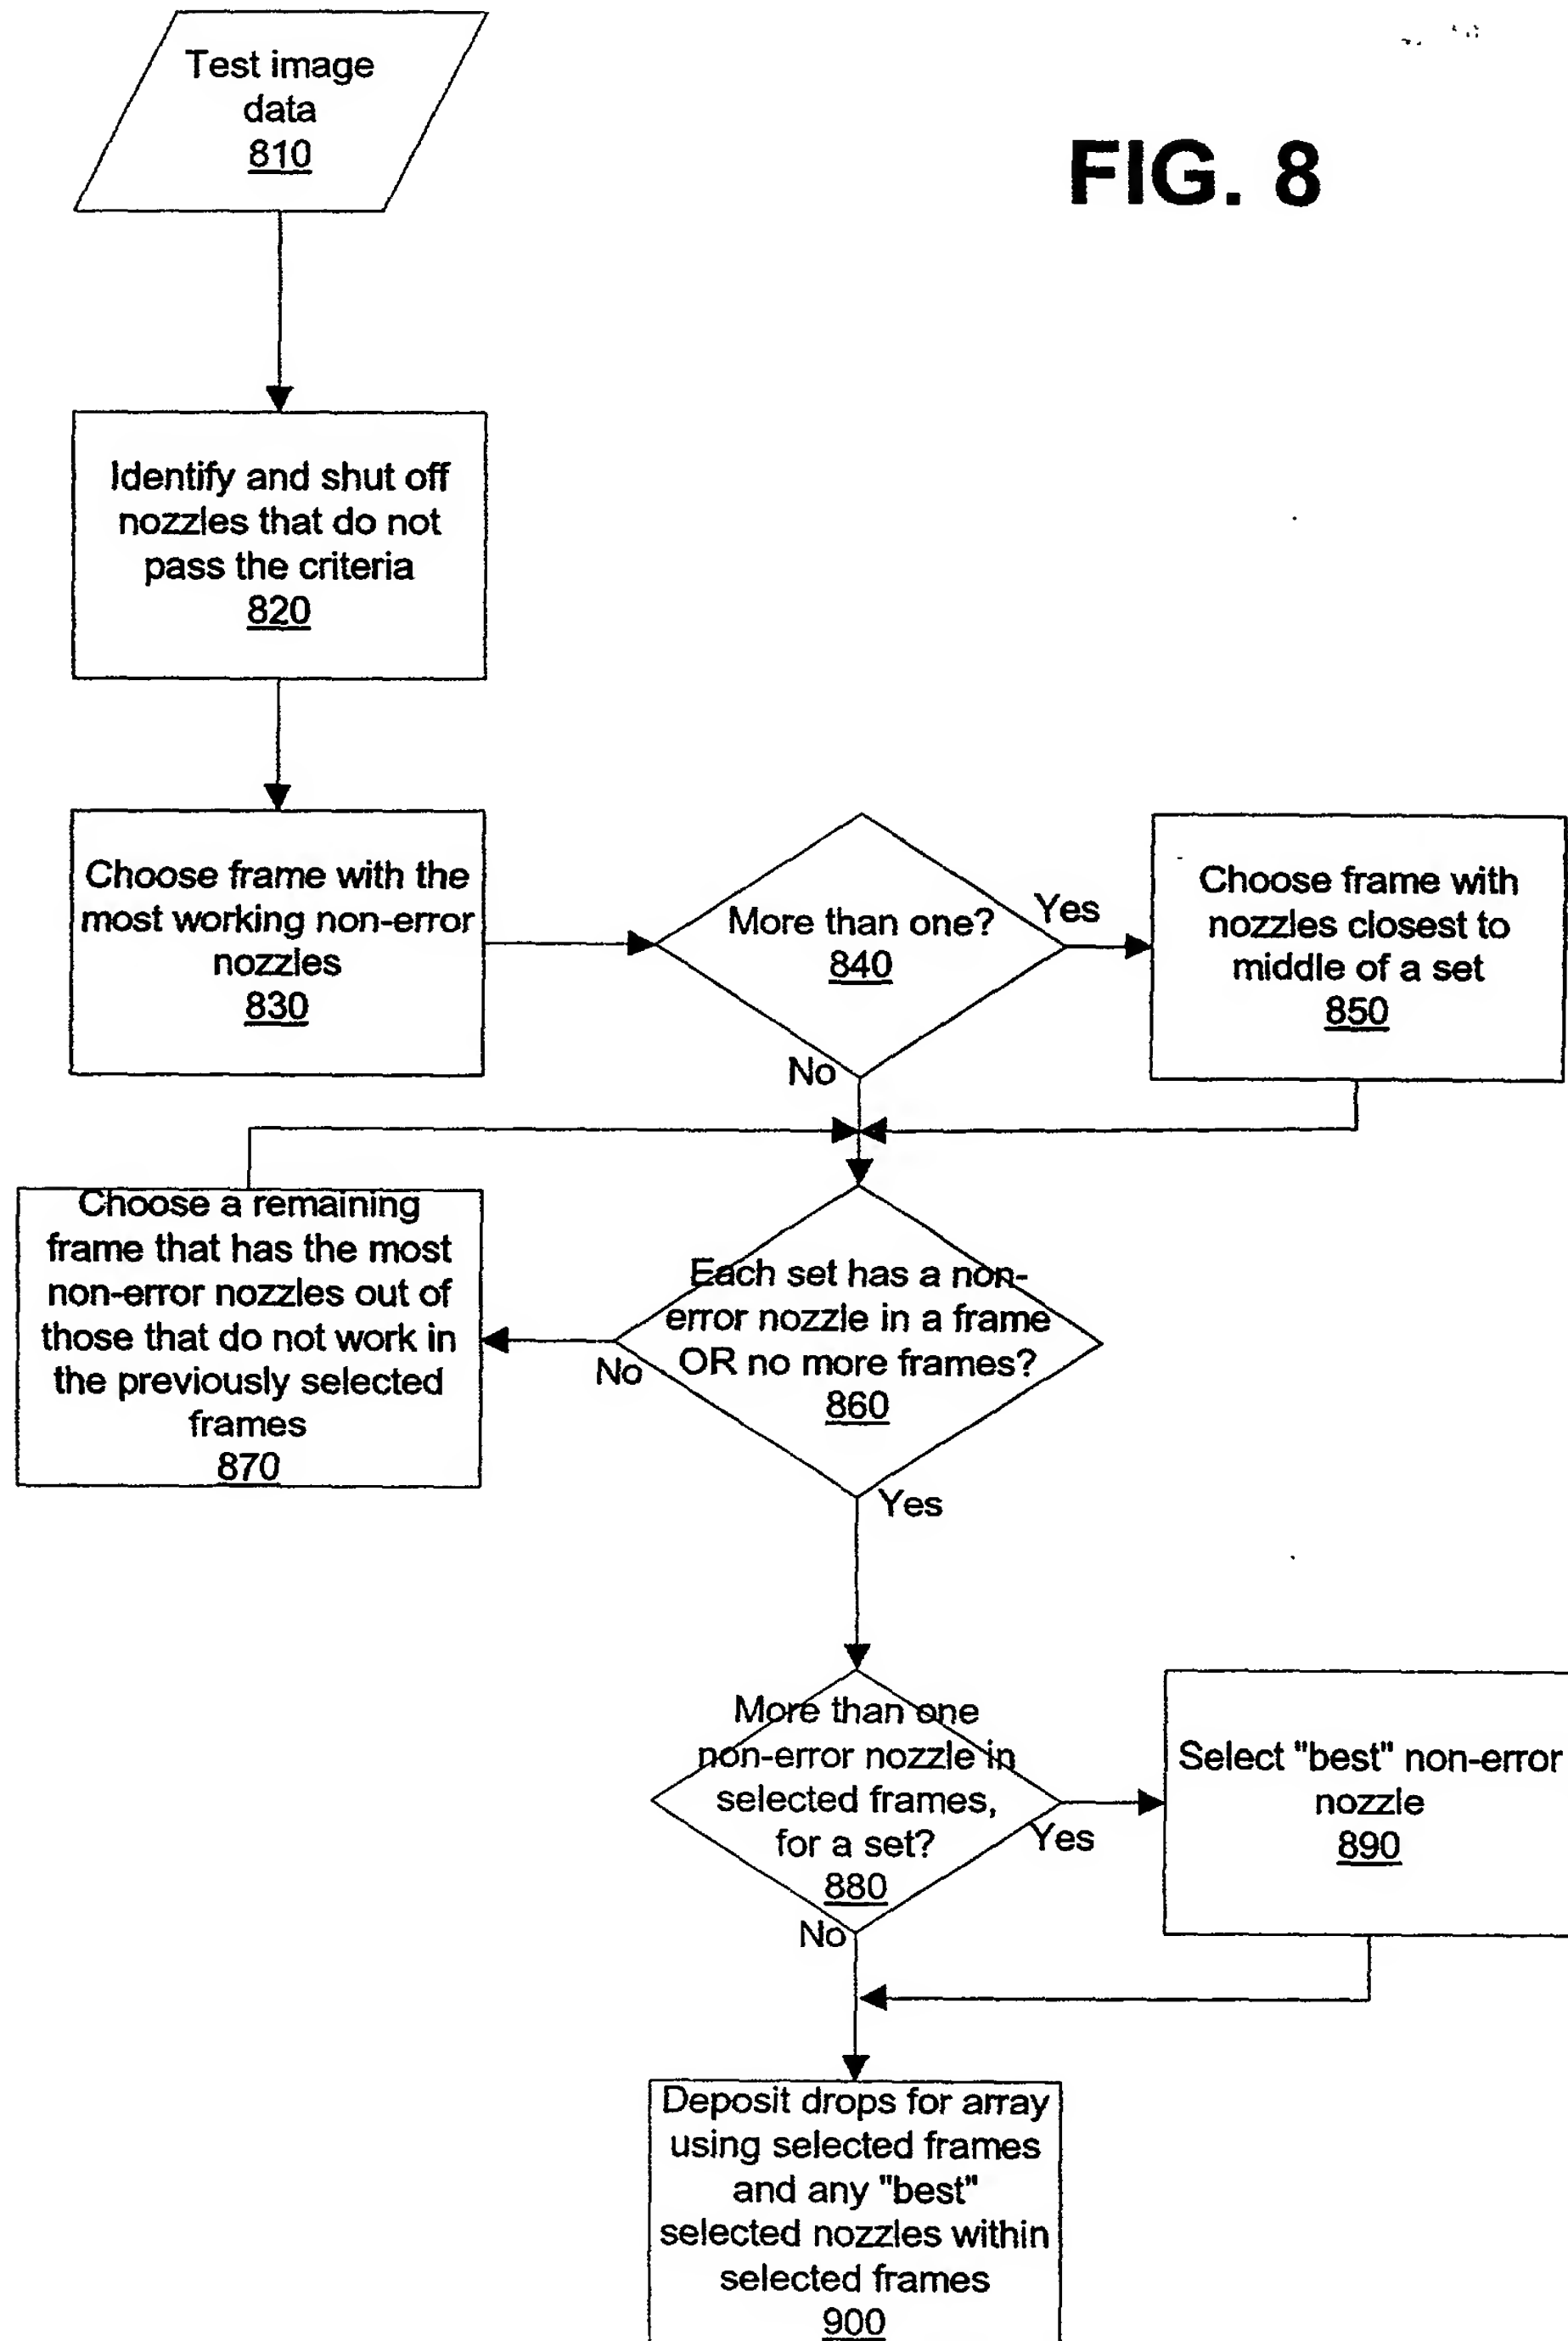 Test image
data
810
FIG. 8
Identify and shut off
nozzles that do not
pass the criteria
820
Choose frame with the
most working non-error
nozzles
830
More than one?
840
Yes
No
Choose frame with
nozzles closest to
middle of a set
850
Choose a remaining
frame that has the most
non-error nozzles out of
those that do not work in
the previously selected
frames
870
Each set has a non-
error nozzle in a frame
OR no more frames?
860
No
Yes
More than one
non-error nozzle in
selected frames,
for a set?
880
Yes
No
Select "best" non-error
nozzle
890
Deposit drops for array
using selected frames
and any "best"
selected nozzles within
selected frames
900